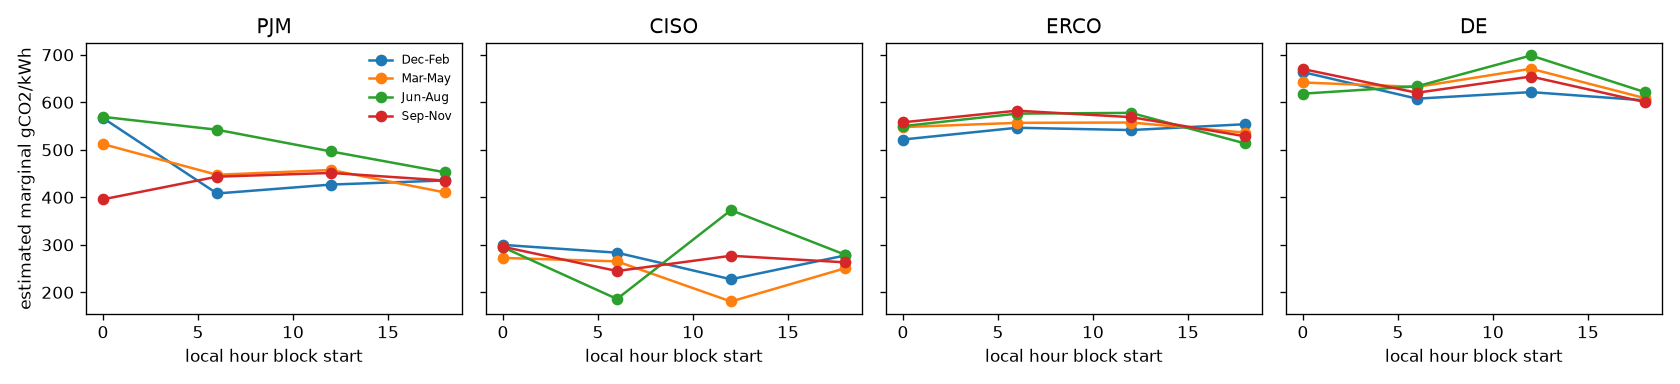 PJM
CISO
ERCO
DE
estimated marginal gCO2/kWh
700
600
500
400
300
200
Dec-Feb
Mar-May
Jun-Aug
Sep-Nov
0 5 10 15
0 5 10 15
0 5 10 15
0 5 10 15
local hour block start
local hour block start
local hour block start
local hour block start